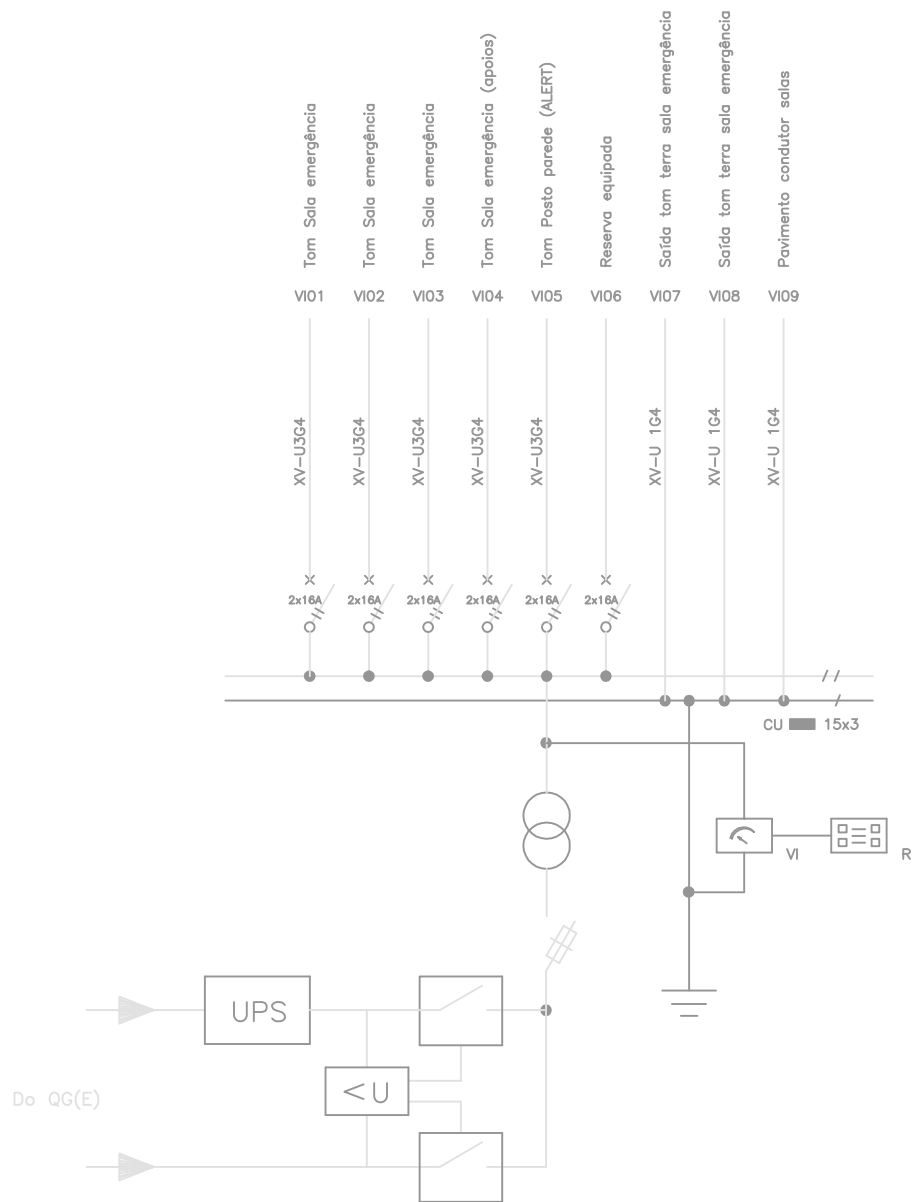 Tom Sala emergência
Tom Sala emergência
Tom Sala emergência
Tom Sala emergência (apoios)
Tom Posto parede (ALERT)
Reserva equipada
Saída tom terra sala emergência
Saída tom terra sala emergência
Pavimento condutor salas
VI01 VI02 VI03 VI04 VI05 VI06 VI07 VI08 VI09
XV-U3G4
XV-U3G4
XV-U3G4
XV-U3G4
XV-U3G4
XV-U 1G4
XV-U 1G4
XV-U 1G4
2x16A 2x16A 2x16A 2x16A 2x16A 2x16A
CU 15x3
VI R
UPS
<U
Do QG(E)